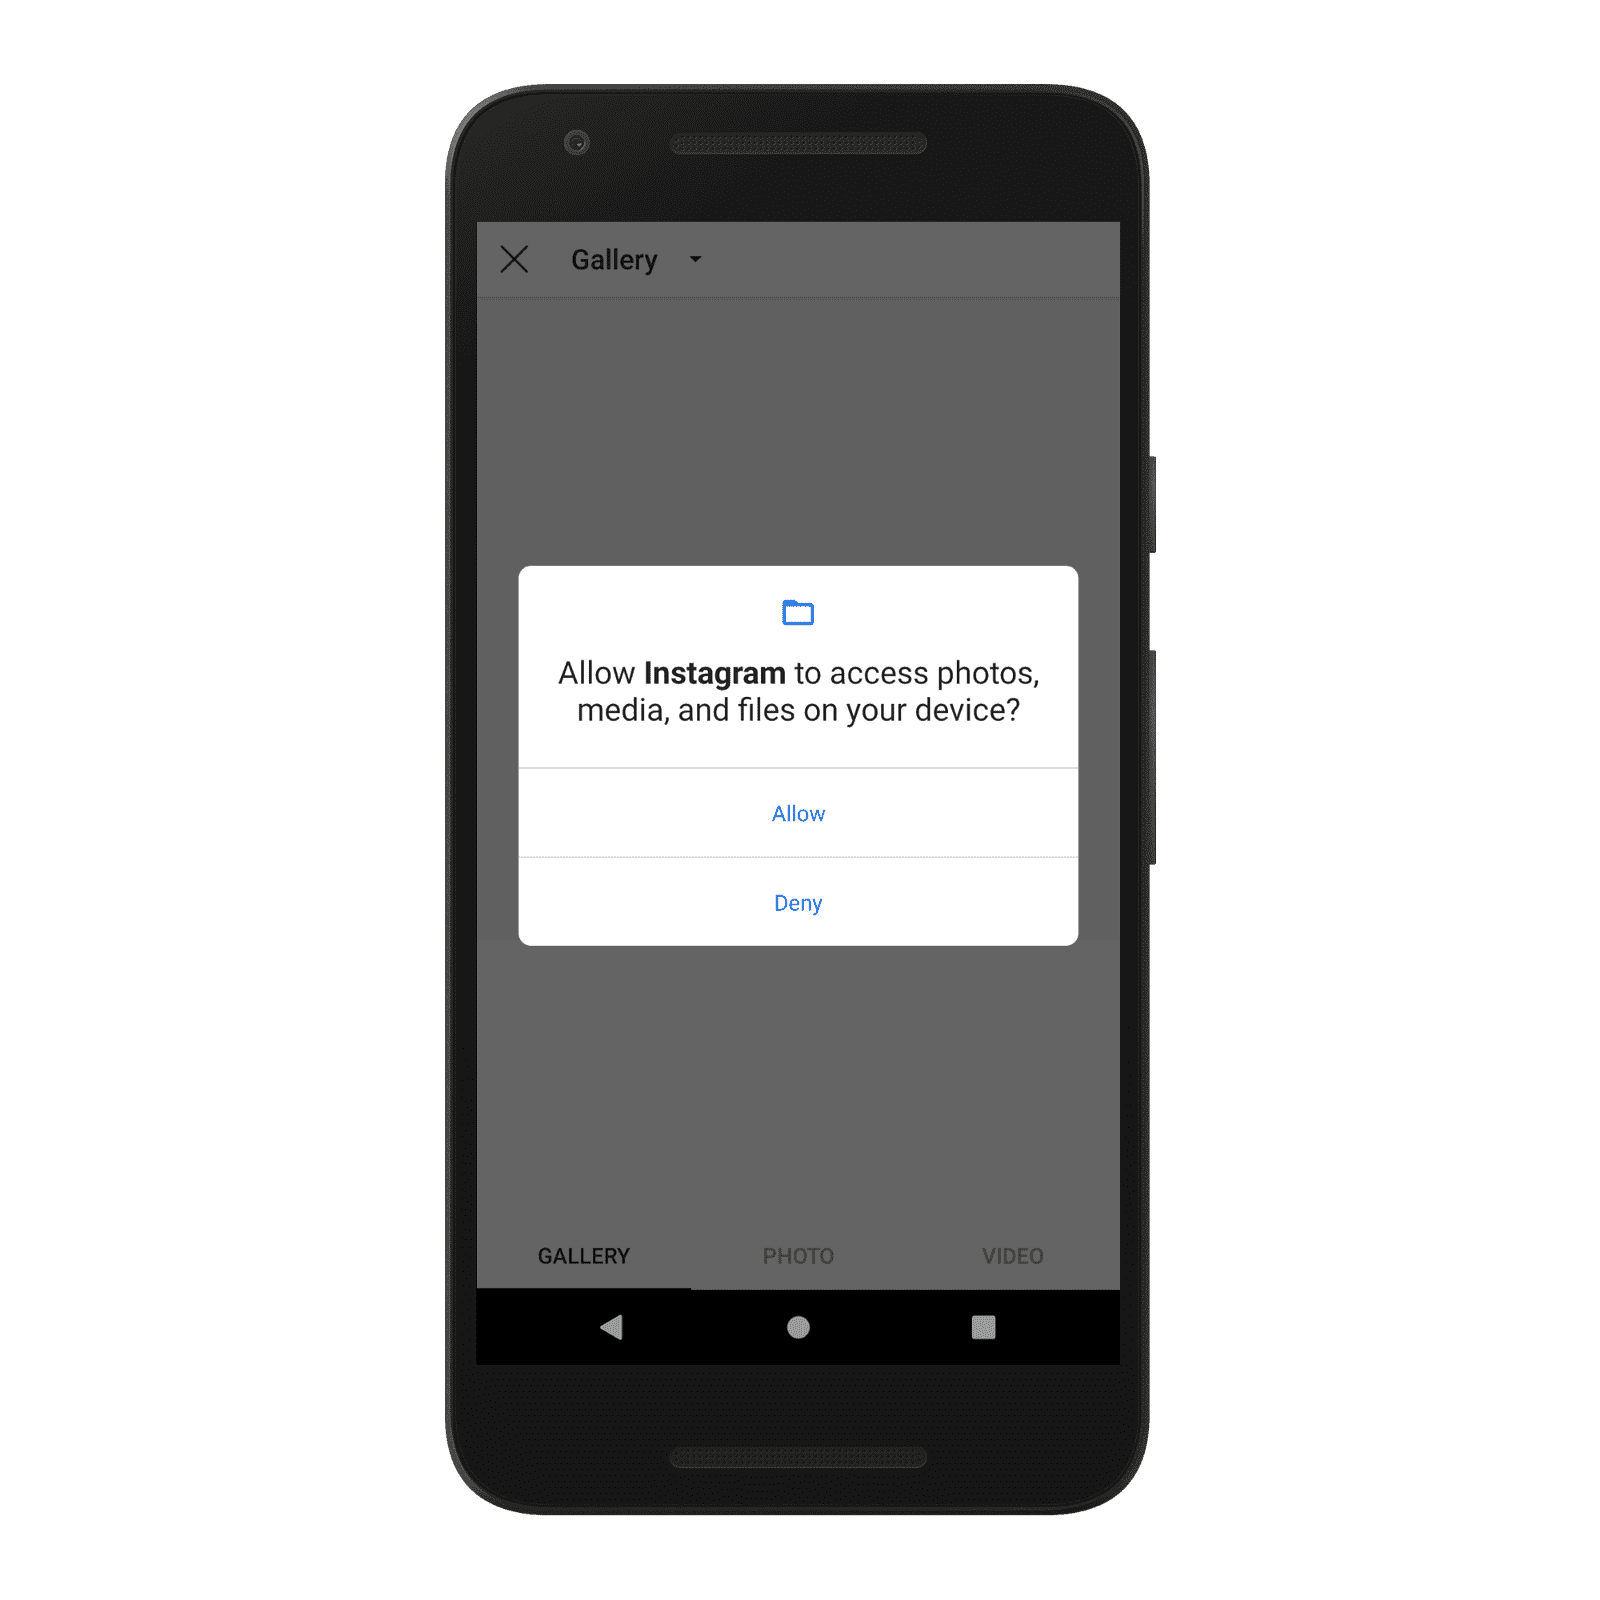 Gallery
Allow Instagram to access photos,
media, and files on your device?
Allow
Deny
GALLERY PHOTO VIDEO